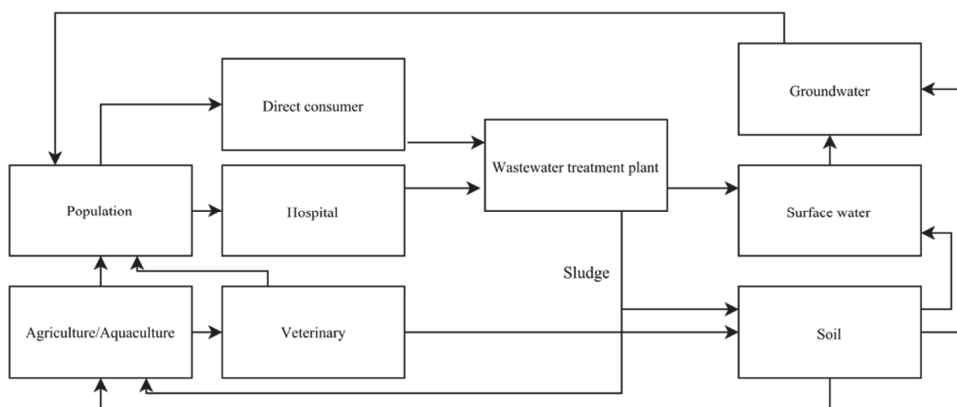 Direct consumer
Groundwater
Wastewater treatment plant
Population
Hospital
Surface water
Sludge
Agriculture/Aquaculture
Veterinary
Soil